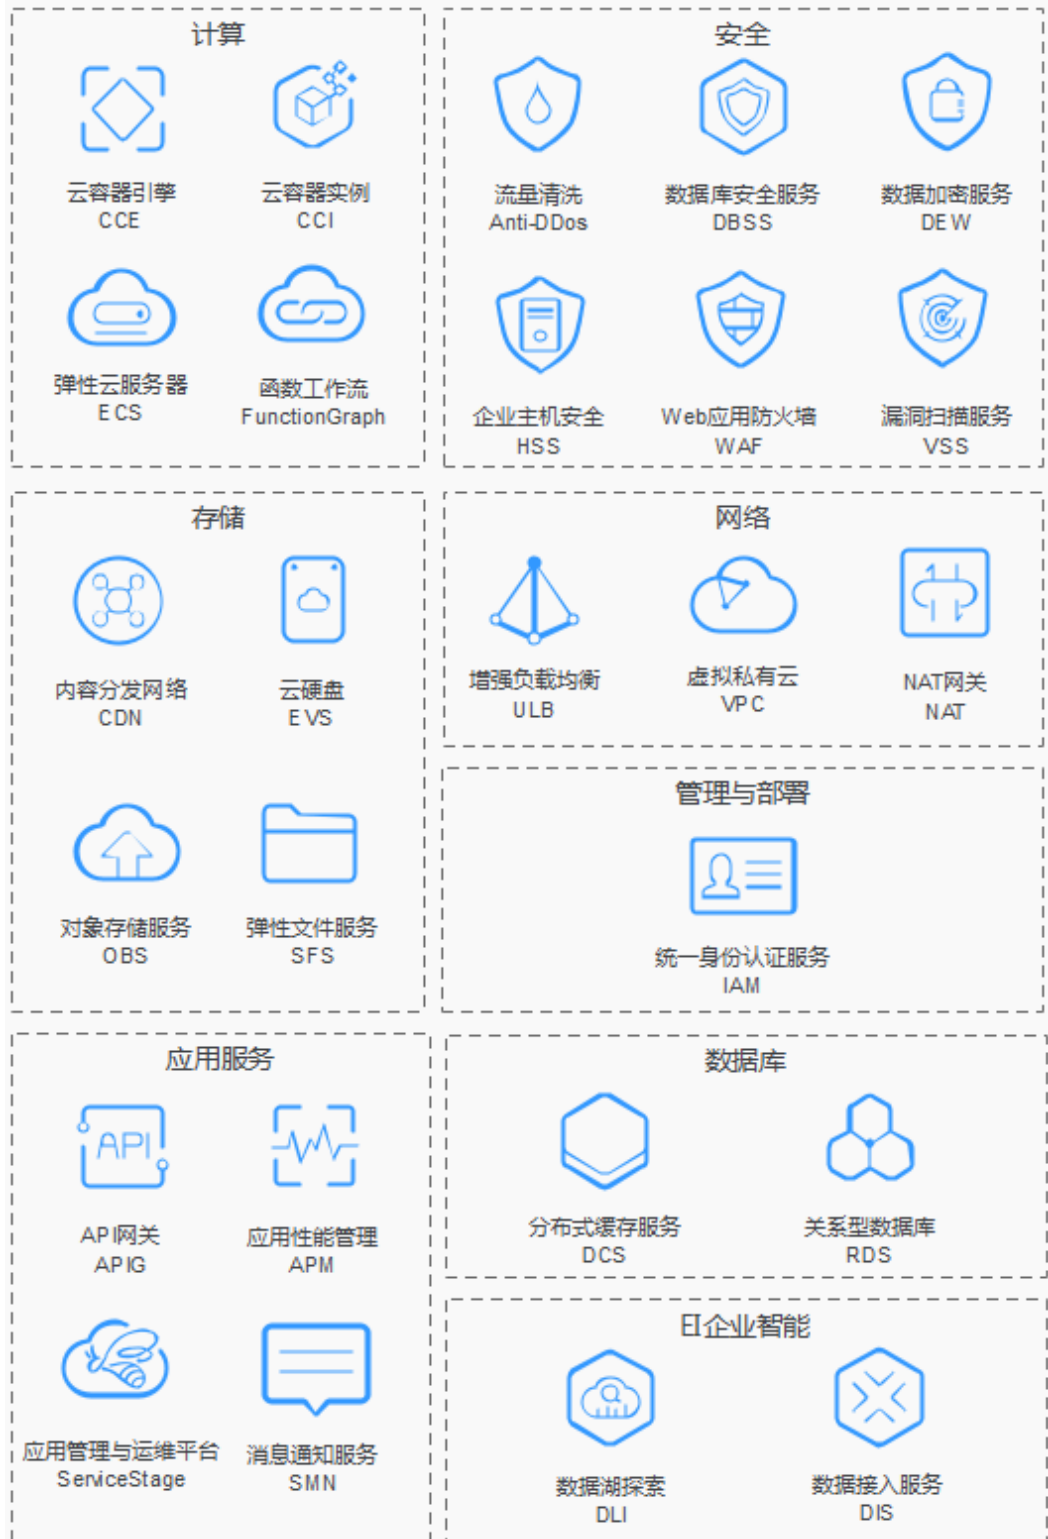 计算
云容器引擎
CCE
云容器实例
CCI
弹性云服务器
ECS
函数工作流
FunctionGraph
安全
流量清洗
Anti-DDos
数据库安全服务
DBSS
数据加密服务
DEW
企业主机安全
HSS
Web应用防火墙
WAF
漏洞扫描服务
VSS
存储
内容分发网络
CDN
云硬盘
EVS
对象存储服务
OBS
弹性文件服务
SFS
网络
增强负载均衡
ULB
虚拟私有云
VPC
NAT网关
NAT
管理与部署
统一身份认证服务
IAM
应用服务
API
API网关
APIG
应用性能管理
APM
应用管理与运维平台
ServiceStage
消息通知服务
SMN
数据库
分布式缓存服务
DCS
关系型数据库
RDS
EI企业智能
数据湖探索
DLI
数据接入服务
DIS